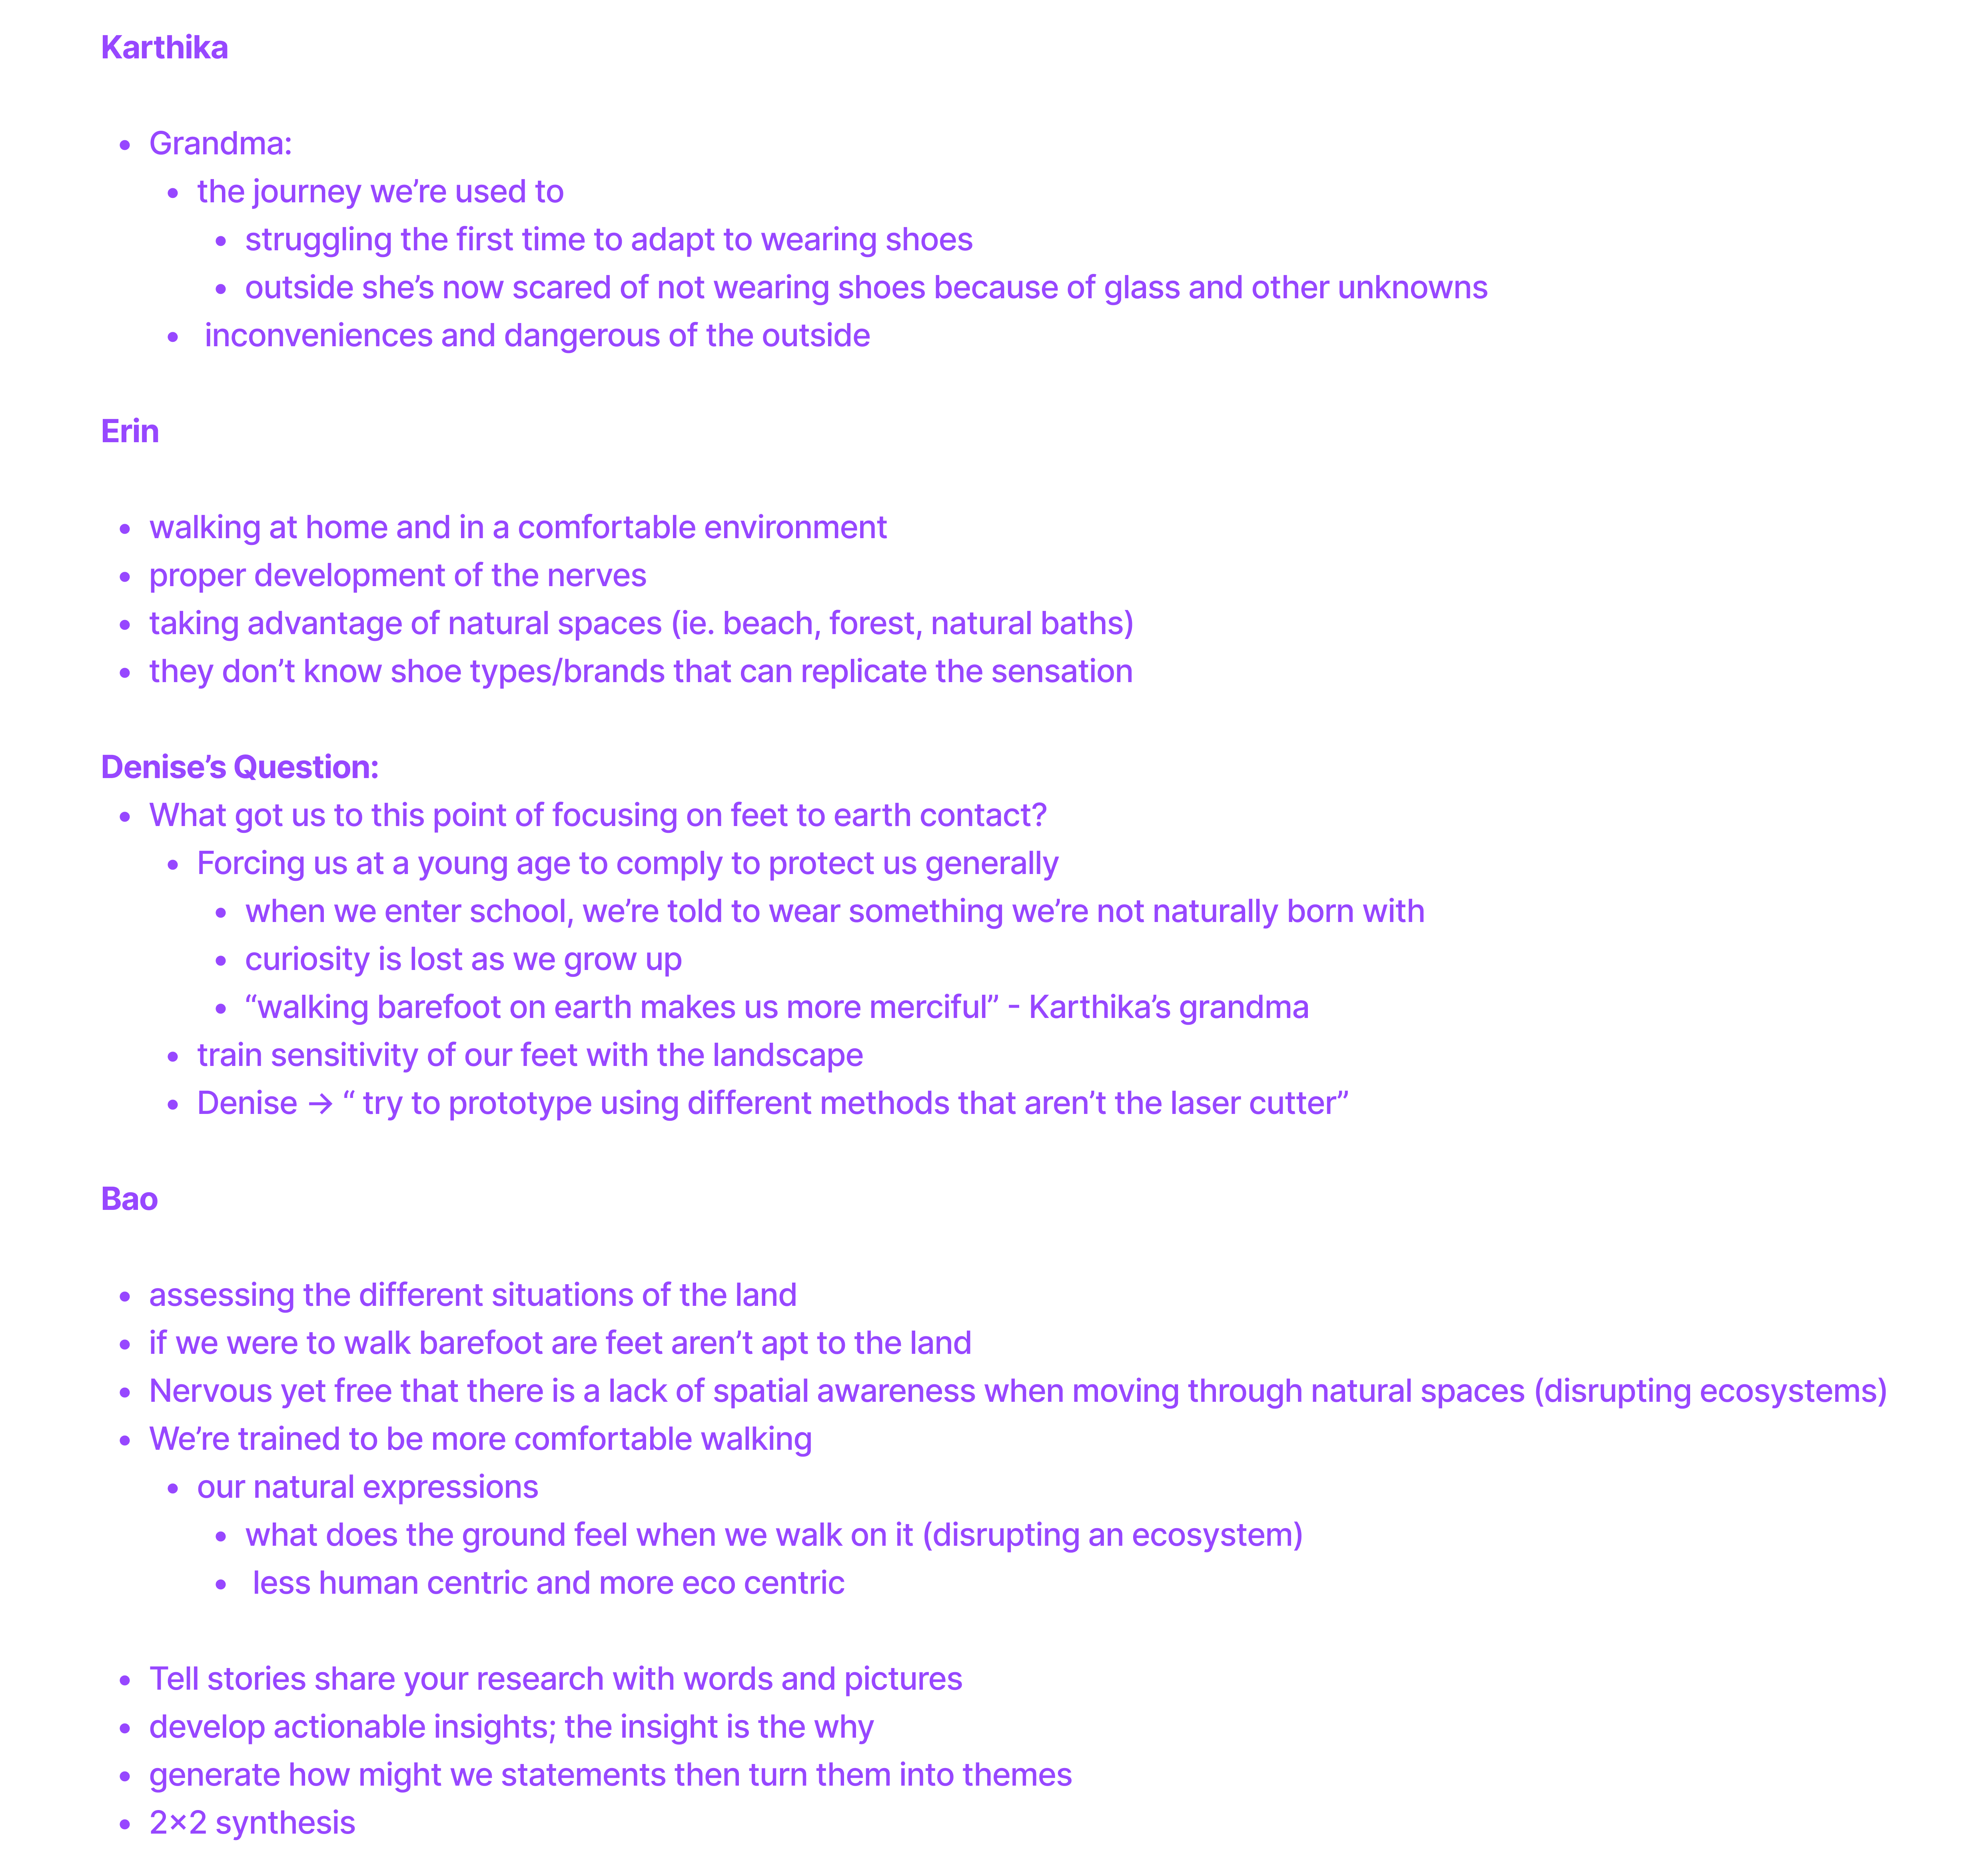 Karthika
• Grandma:
• the journey we’re used to
• struggling the first time to adapt to wearing shoes
• outside she’s now scared of not wearing shoes because of glass and other unknowns
• inconveniences and dangerous of the outside
Erin
• walking at home and in a comfortable environment
• proper development of the nerves
• taking advantage of natural spaces (ie. beach, forest, natural baths)
• they don’t know shoe types/brands that can replicate the sensation
Denise’s Question:
• What got us to this point of focusing on feet to earth contact?
• Forcing us at a young age to comply to protect us generally
• when we enter school, we’re told to wear something we’re not naturally born with
• curiosity is lost as we grow up
• “walking barefoot on earth makes us more merciful” - Karthika’s grandma
• train sensitivity of our feet with the landscape
• Denise → “ try to prototype using different methods that aren’t the laser cutter”
Bao
• assessing the different situations of the land
• if we were to walk barefoot are feet aren’t apt to the land
• Nervous yet free that there is a lack of spatial awareness when moving through natural spaces (disrupting ecosystems)
• We’re trained to be more comfortable walking
• our natural expressions
• what does the ground feel when we walk on it (disrupting an ecosystem)
• less human centric and more eco centric
• Tell stories share your research with words and pictures
• develop actionable insights; the insight is the why
• generate how might we statements then turn them into themes
• 2×2 synthesis